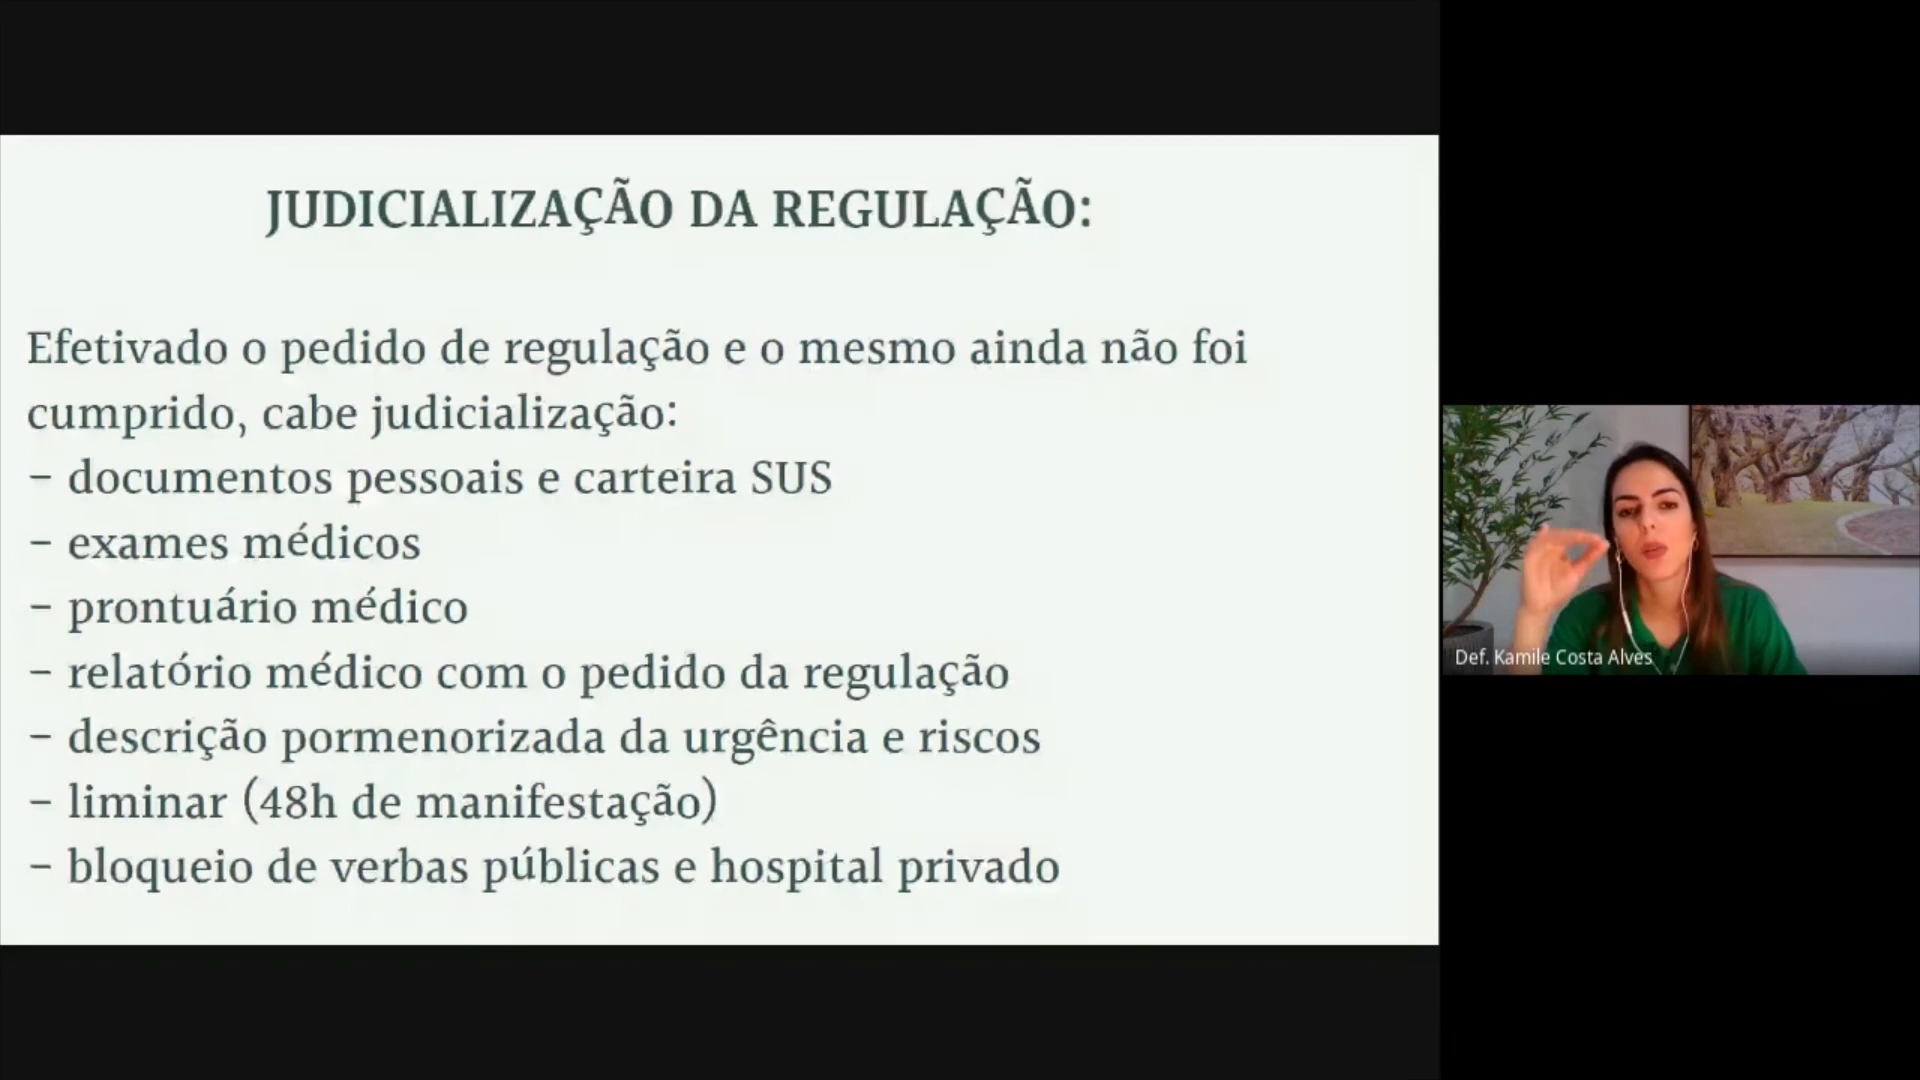 JUDICIALIZAÇÃO DA REGULAÇÃO:
Efetivado o pedido de regulação e o mesmo ainda não foi
cumprido, cabe judicialização:
– documentos pessoais e carteira SUS
– exames médicos
– prontuário médico
– relatório médico com o pedido da regulação
– descrição pormenorizada da urgência e riscos
– liminar (48h de manifestação)
– bloqueio de verbas públicas e hospital privado
Def. Kamile Costa Alves